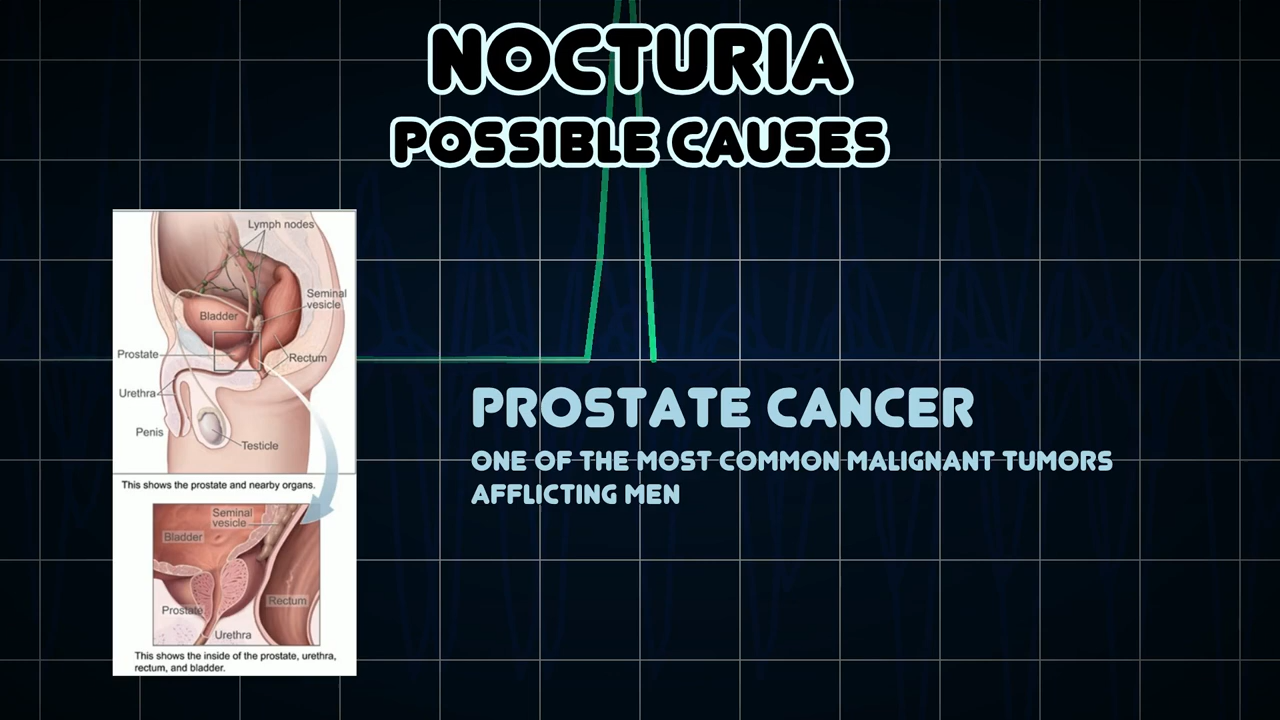 NOCTURIA
POSSIBLE CAUSES
Lymph nodes
Seminal
vesicle
Bladder
Prostate
Rectum
Urethra
Penis
Testicle
This shows the prostate and nearby organs.
Seminal
vesicle
Bladder
Rectum
Prostate
Urethra
This shows the inside of the prostate, urethra,
rectum, and bladder.
PROSTATE CANCER
ONE OF THE MOST COMMON MALIGNANT TUMORS
AFFLICTING MEN